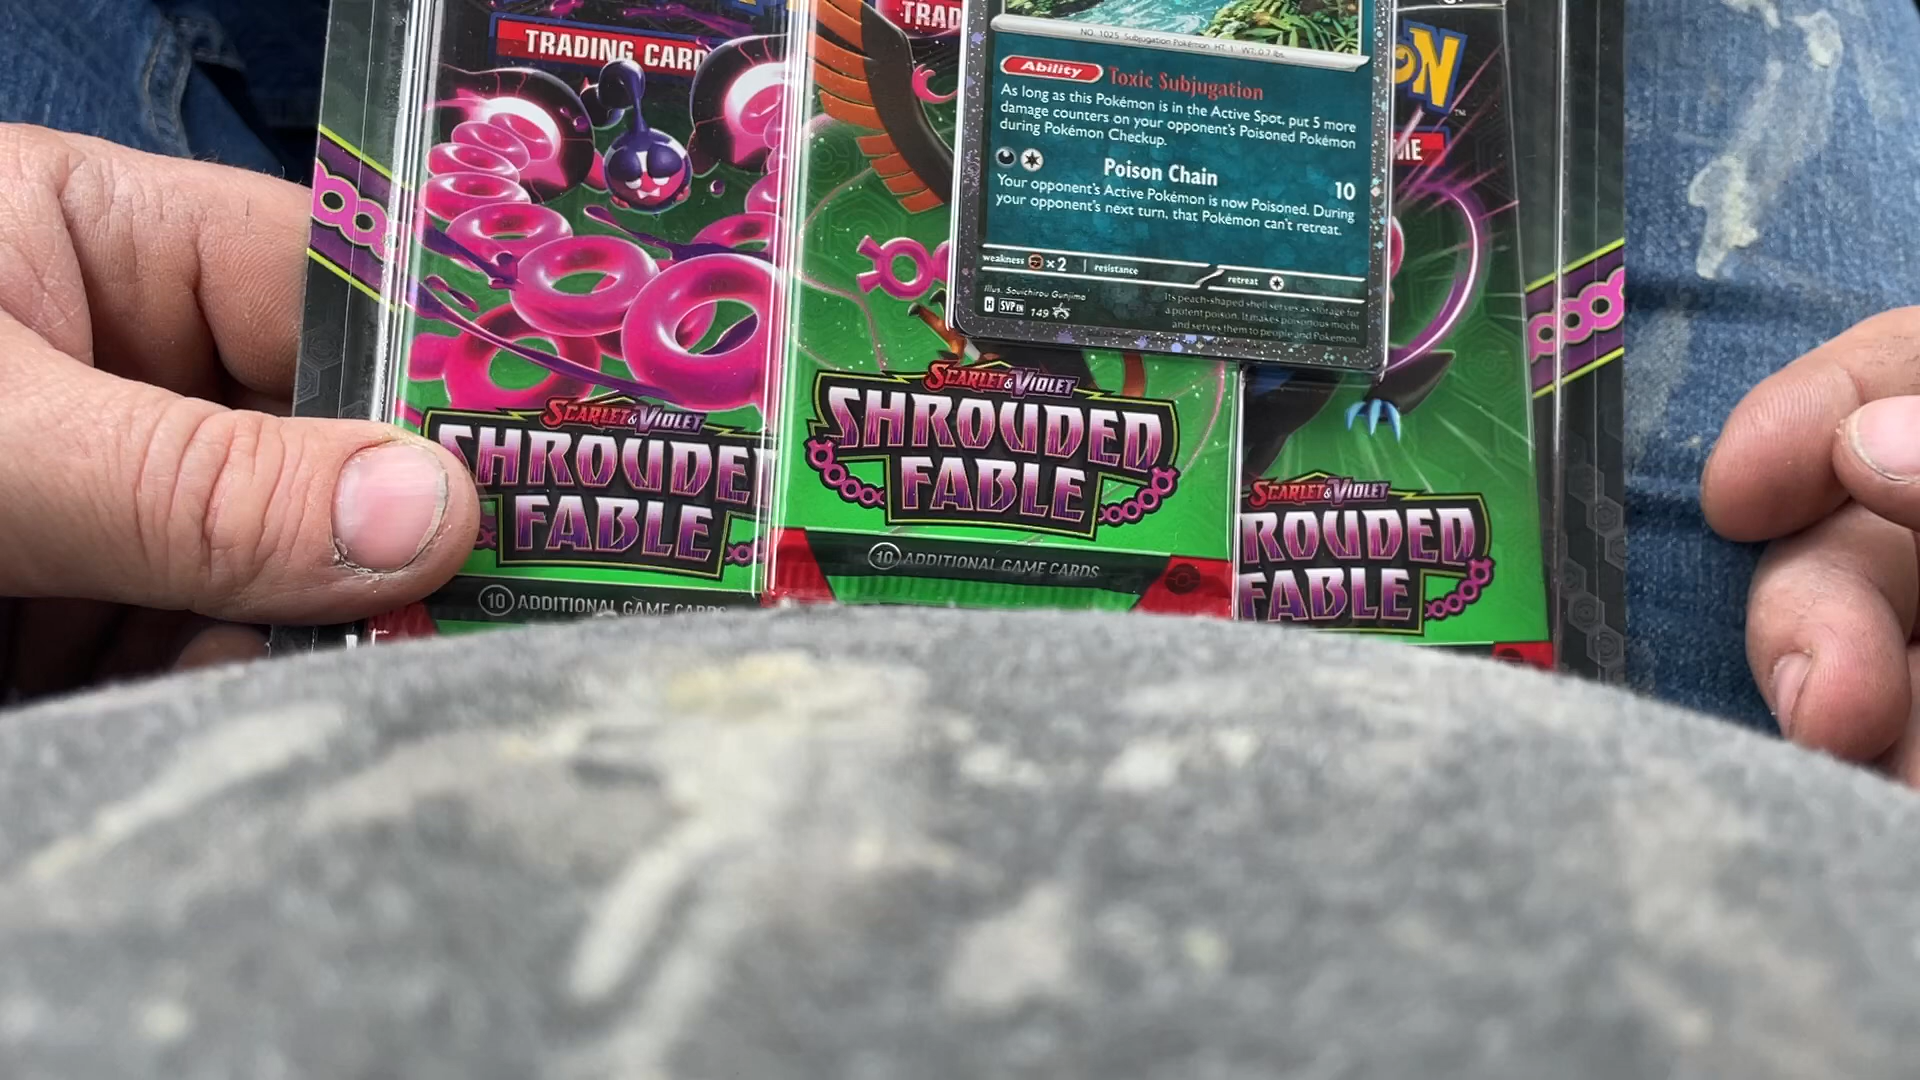 TRADING CARD
SCARLET & VIOLET
SHROUDE
FABLE
10 ADDITIONAL GAME CARDS
TRAD
SCARLET & VIOLET
SHROUDED
FABLE
10 ADDITIONAL GAME CARDS
NO. 1025 Subjugation Pokémon HT. 1' WT. 0.7 lbs.
Ability Toxic Subjugation
As long as this Pokémon is in the Active Spot, put 5 more
damage counters on your opponent's Poisoned Pokémon
during Pokémon Checkup.
Poison Chain 10
Your opponent's Active Pokémon is now Poisoned. During
your opponent's next turn, that Pokémon can't retreat.
weakness ×2 resistance retreat
Illus. Souichirou Gunjima
H SVP EN 149
Its peach-shaped shell serves as storage for
a potent poison. It makes poisonous mochi
and serves them to people and Pokémon.
ON™
ME
SCARLET & VIOLET
ROUDED
FABLE